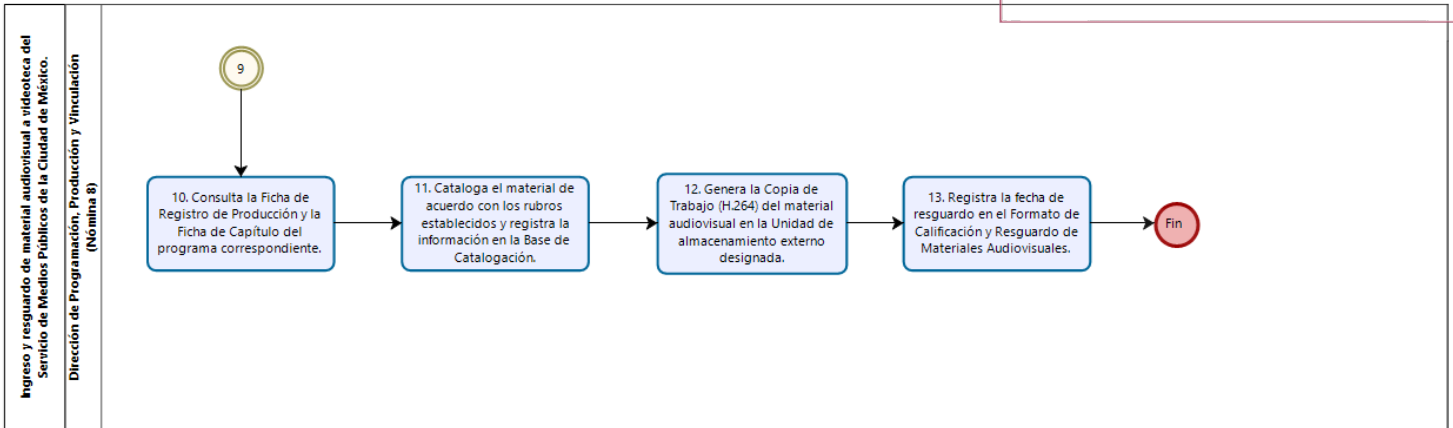 Ingreso y resguardo de material audiovisual a videoteca del
Servicio de Medios Públicos de la Ciudad de México.
Dirección de Programación, Producción y Vinculación
(Nómina 8)
9
10. Consulta la Ficha de
Registro de Producción y la
Ficha de Capítulo del
programa correspondiente.
11. Cataloga el material de
acuerdo con los rubros
establecidos y registra la
información en la Base de
Catalogación.
12. Genera la Copia de
Trabajo (H.264) del material
audiovisual en la Unidad de
almacenamiento externo
designada.
13. Registra la fecha de
resguardo en el Formato de
Calificación y Resguardo de
Materiales Audiovisuales.
Fin